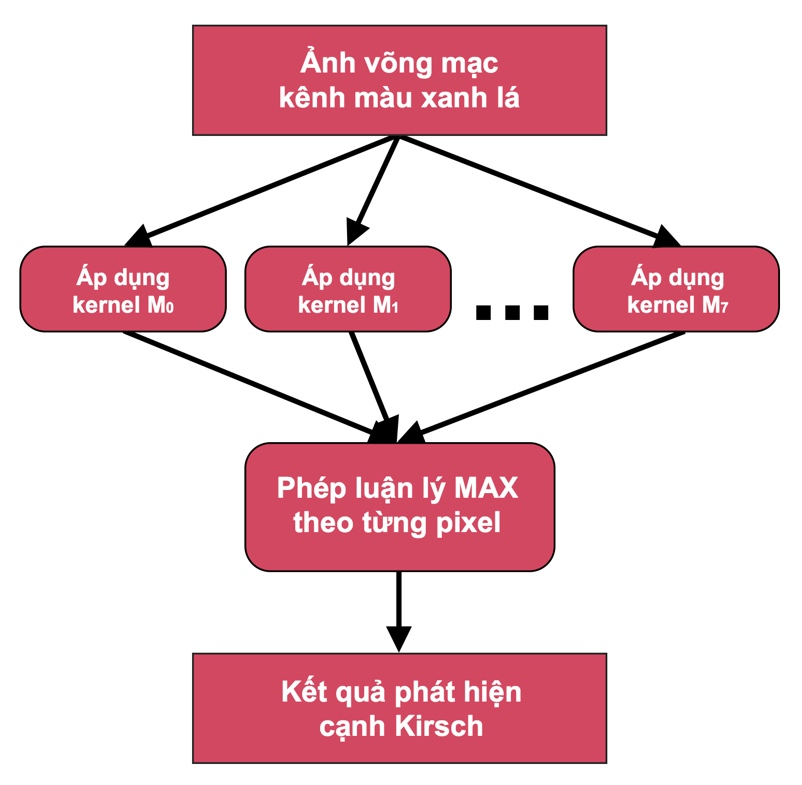 Ảnh võng mạc
kênh màu xanh lá
Áp dụng
kernel M₀
Áp dụng
kernel M₁
...
Áp dụng
kernel M₇
Phép luận lý MAX
theo từng pixel
Kết quả phát hiện
cạnh Kirsch